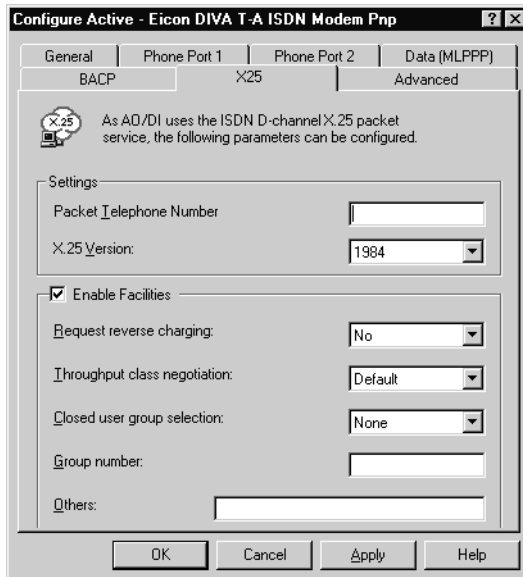 Configure Active - Eicon DIVA T-A ISDN Modem Pnp
General Phone Port 1 Phone Port 2 Data (MLPPP)
BACP X25 Advanced
X.25
As AO/DI uses the ISDN D-channel X.25 packet
service, the following parameters can be configured.
Settings
Packet Telephone Number
X.25 Version: 1984
Enable Facilities
Request reverse charging: No
Throughput class negotiation: Default
Closed user group selection: None
Group number:
Others:
OK Cancel Apply Help